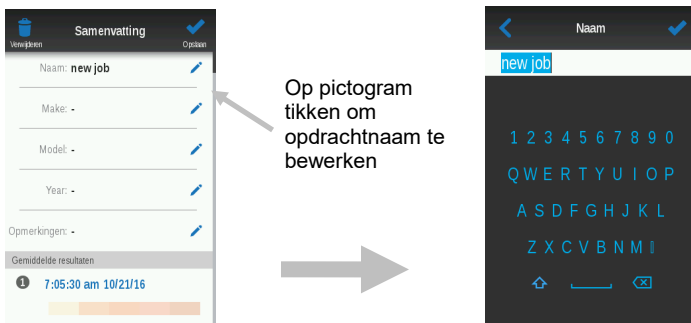 Samenvatting
Verwijderen
Opslaan
Naam: new job
Make: -
Model: -
Year: -
Opmerkingen: -
Gemiddelde resultaten
1 7:05:30 am 10/21/16
Op pictogram
tikken om
opdrachtnaam te
bewerken
Naam
new job
1 2 3 4 5 6 7 8 9 0
Q W E R T Y U I O P
A S D F G H J K L
Z X C V B N M